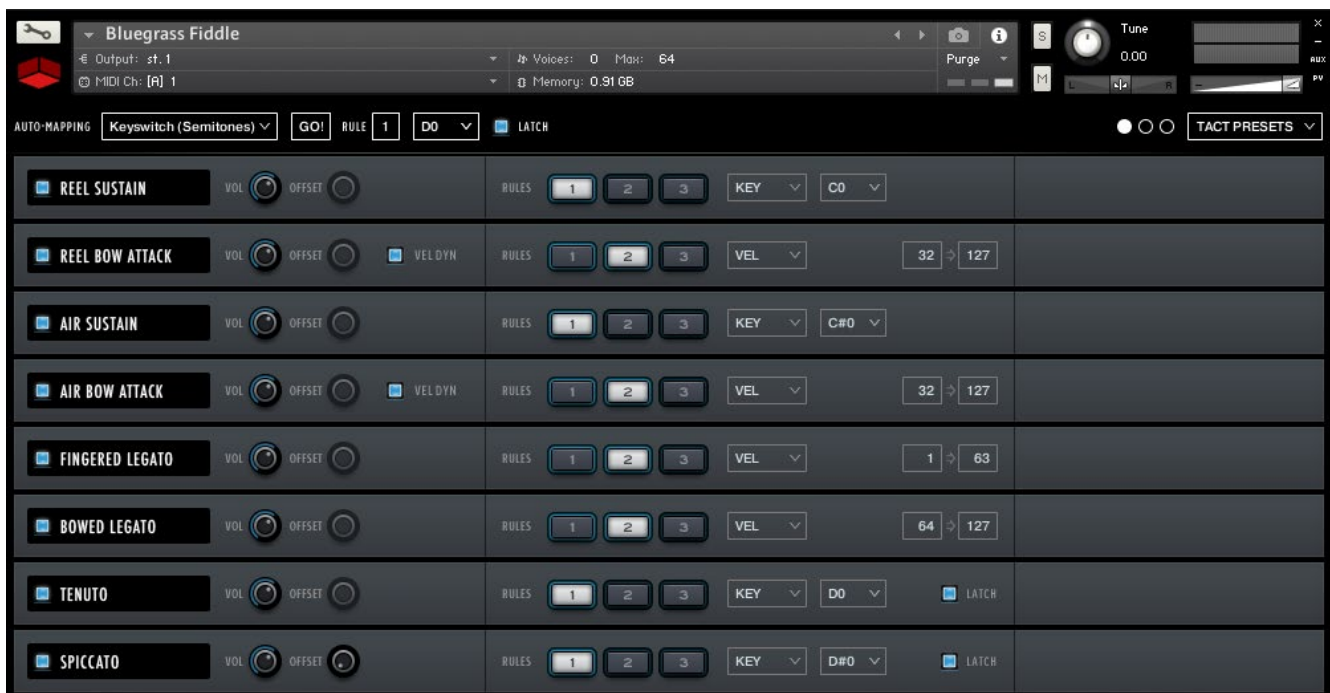 Bluegrass Fiddle
Output: st. 1 Voices: 0 Max: 64 Purge
MIDI Ch: [A] 1 Memory: 0.91 GB
S M Tune 0.00 L R
× – AUX PV
AUTO-MAPPING Keyswitch (Semitones) GO! RULE 1 D0 LATCH TACT PRESETS
REEL SUSTAIN VOL OFFSET RULES 1 2 3 KEY C0
REEL BOW ATTACK VOL OFFSET VEL DYN RULES 1 2 3 VEL 32 127
AIR SUSTAIN VOL OFFSET RULES 1 2 3 KEY C#0
AIR BOW ATTACK VOL OFFSET VEL DYN RULES 1 2 3 VEL 32 127
FINGERED LEGATO VOL OFFSET RULES 1 2 3 VEL 1 63
BOWED LEGATO VOL OFFSET RULES 1 2 3 VEL 64 127
TENUTO VOL OFFSET RULES 1 2 3 KEY D0 LATCH
SPICCATO VOL OFFSET RULES 1 2 3 KEY D#0 LATCH